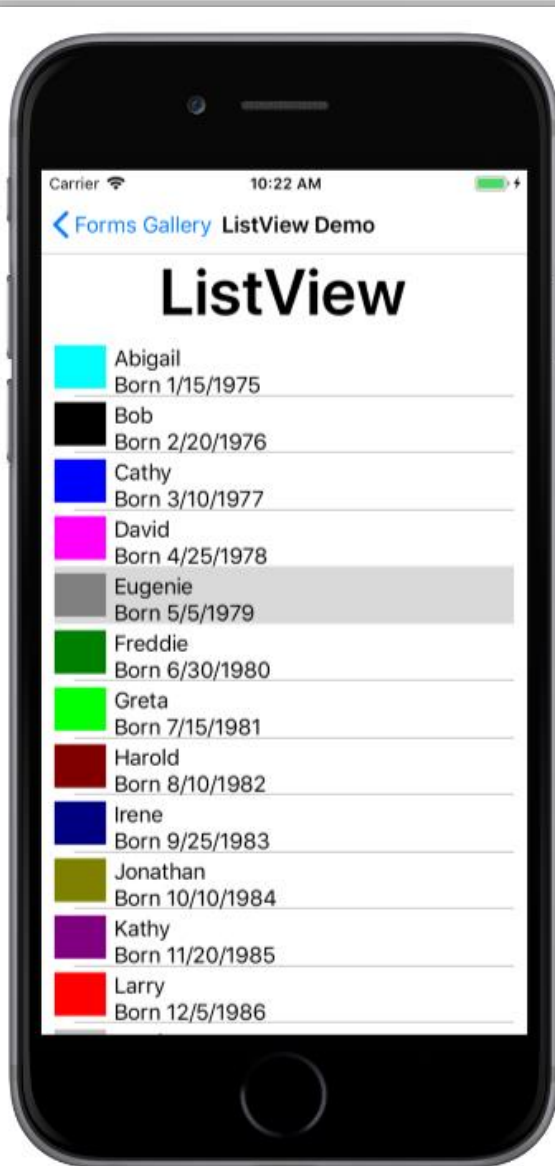 Carrier 10:22 AM
Forms Gallery ListView Demo
ListView
Abigail
Born 1/15/1975
Bob
Born 2/20/1976
Cathy
Born 3/10/1977
David
Born 4/25/1978
Eugenie
Born 5/5/1979
Freddie
Born 6/30/1980
Greta
Born 7/15/1981
Harold
Born 8/10/1982
Irene
Born 9/25/1983
Jonathan
Born 10/10/1984
Kathy
Born 11/20/1985
Larry
Born 12/5/1986